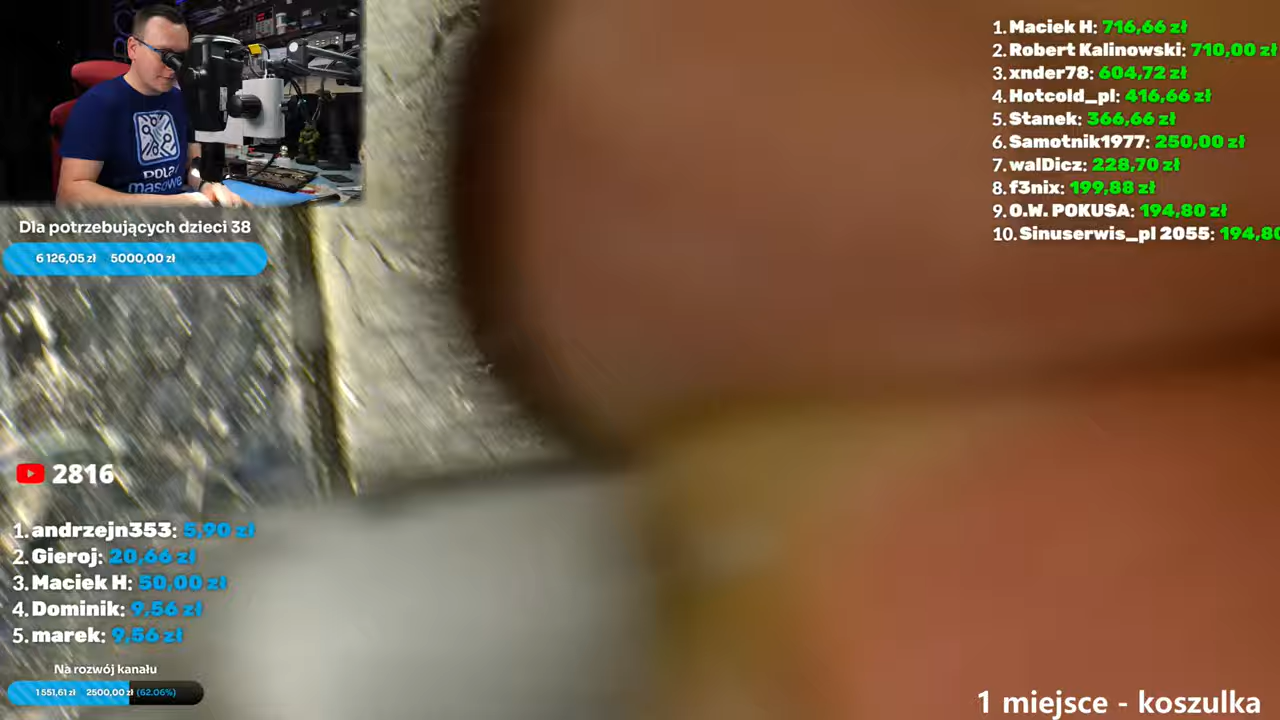 1. Maciek H: 716,66 zł
2. Robert Kalinowski: 710,00 zł
3. xnder78: 604,72 zł
4. Hotcold_pl: 416,66 zł
5. Stanek: 366,66 zł
6. Samotnik1977: 250,00 zł
7. walDicz: 228,70 zł
8. f3nix: 199,88 zł
9. O.W. POKUSA: 194,80 zł
10. Sinuserwis_pl 2055: 194,80
masowe
Dla potrzebujących dzieci 38
6 126,05 zł 5000,00 zł
2816
1. andrzejn353: 5,90 zł
2. Gieroj: 20,66 zł
3. Maciek H: 50,00 zł
4. Dominik: 9,56 zł
5. marek: 9,56 zł
Na rozwój kanału
1 551,61 zł 2500,00 zł (62.06%)
1 miejsce - koszulka